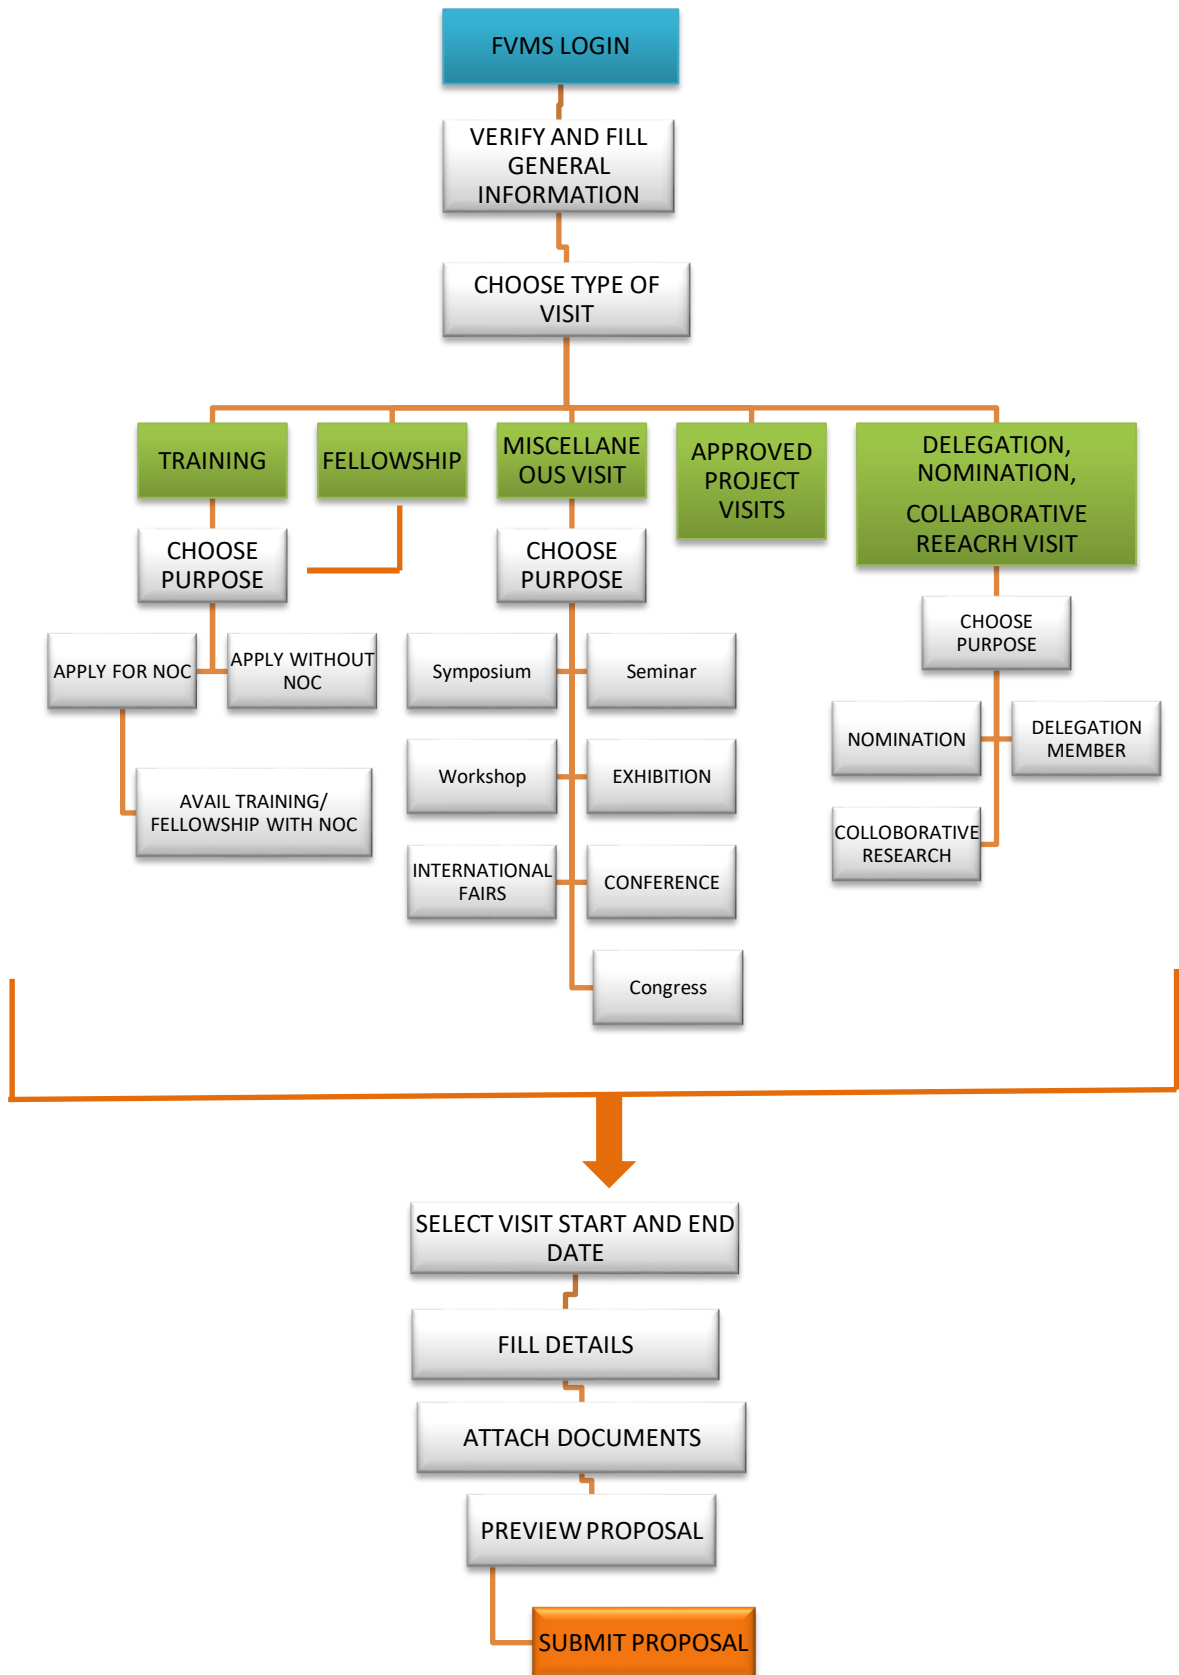 FVMS LOGIN
VERIFY AND FILL
GENERAL
INFORMATION
CHOOSE TYPE OF
VISIT
TRAINING
FELLOWSHIP
MISCELLANE
OUS VISIT
APPROVED
PROJECT
VISITS
DELEGATION,
NOMINATION,
COLLABORATIVE
REEACRH VISIT
CHOOSE
PURPOSE
CHOOSE
PURPOSE
CHOOSE
PURPOSE
APPLY FOR NOC
APPLY WITHOUT
NOC
AVAIL TRAINING/
FELLOWSHIP WITH NOC
Symposium
Seminar
Workshop
EXHIBITION
INTERNATIONAL
FAIRS
CONFERENCE
Congress
NOMINATION
DELEGATION
MEMBER
COLLOBORATIVE
RESEARCH
SELECT VISIT START AND END
DATE
FILL DETAILS
ATTACH DOCUMENTS
PREVIEW PROPOSAL
SUBMIT PROPOSAL